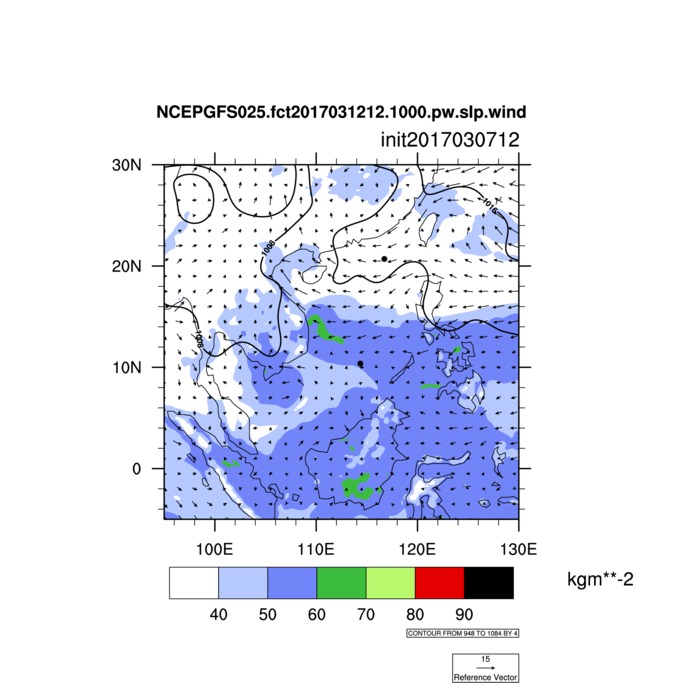 NCEPGFS025.fct2017031212.1000.pw.slp.wind
init2017030712
30N
20N
10N
0
1016
1008
1008
100E 110E 120E 130E
40 50 60 70 80 90
kgm**-2
CONTOUR FROM 948 TO 1084 BY 4
15
Reference Vector